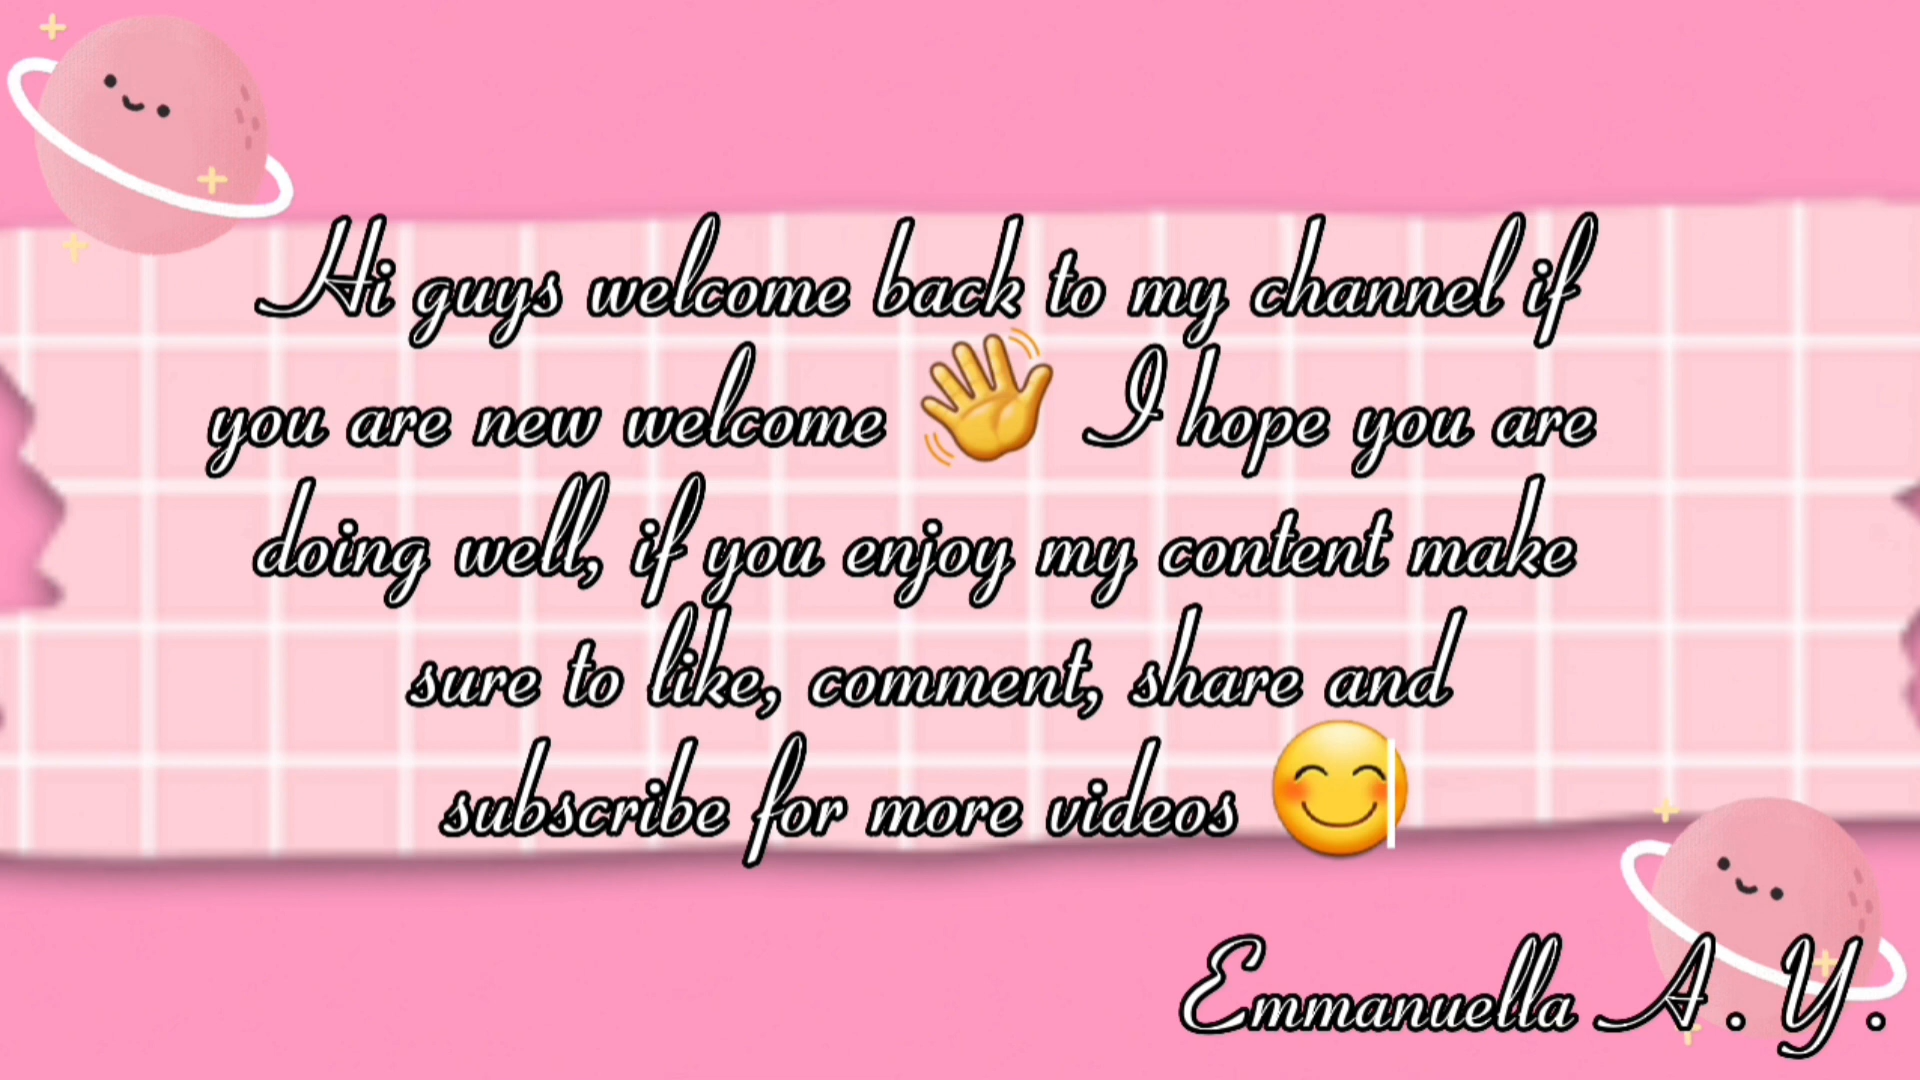 Hi guys welcome back to my channel if
you are new welcome 👋 I hope you are
doing well, if you enjoy my content make
sure to like, comment, share and
subscribe for more videos 😊
Emmanuella A . Y .